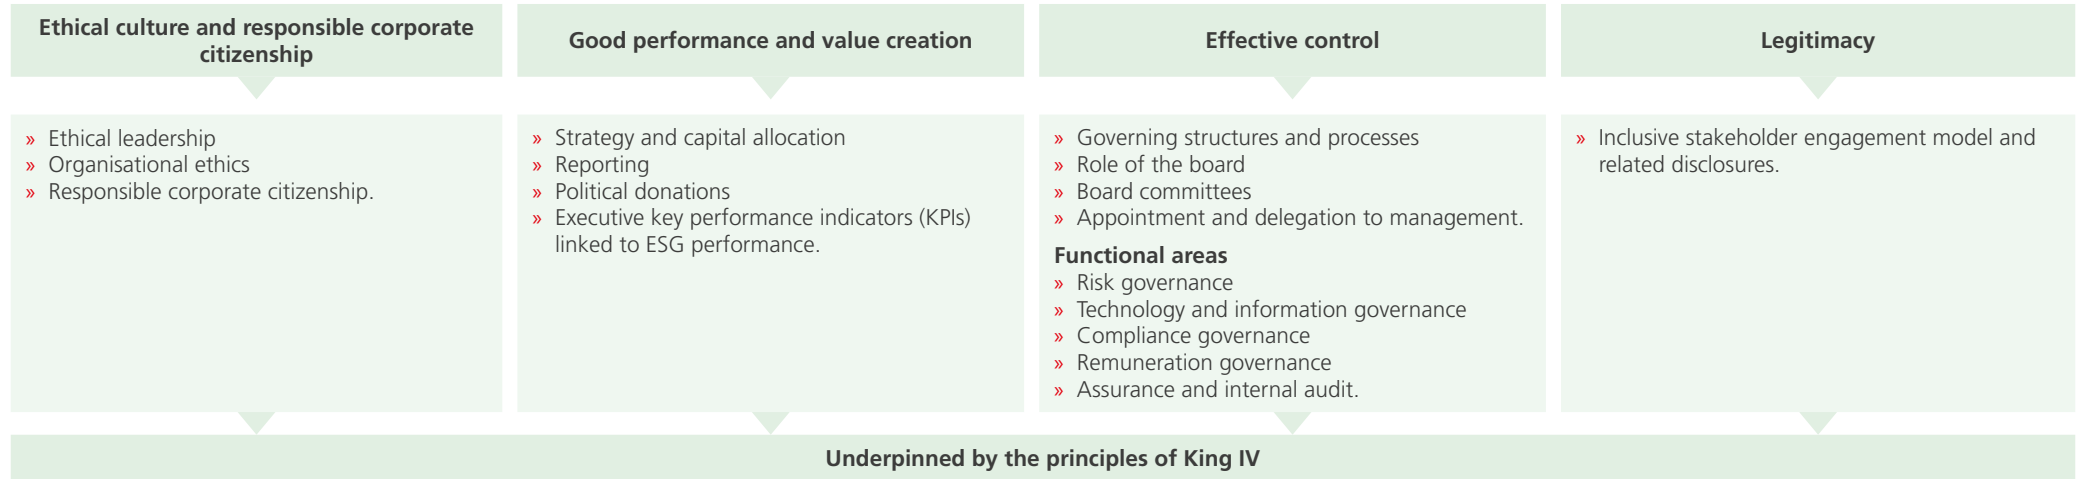 Ethical culture and responsible corporate
citizenship
» Ethical leadership
» Organisational ethics
» Responsible corporate citizenship.
Good performance and value creation
» Strategy and capital allocation
» Reporting
» Political donations
» Executive key performance indicators (KPIs)
linked to ESG performance.
Effective control
» Governing structures and processes
» Role of the board
» Board committees
» Appointment and delegation to management.
Functional areas
» Risk governance
» Technology and information governance
» Compliance governance
» Remuneration governance
» Assurance and internal audit.
Legitimacy
» Inclusive stakeholder engagement model and
related disclosures.
Underpinned by the principles of King IV